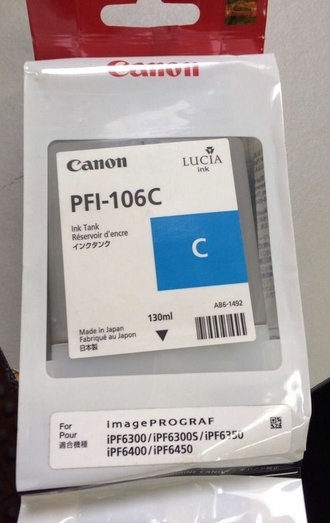 Canon
Canon
LUCIA
ink
PFI-106C
Ink Tank
Réservoir d'encre
インクタンク
C
AB6-1492
130ml
Made in Japan
Fabriqué au Japon
日本製
For
Pour
適合機種
imagePROGRAF
iPF6300/iPF6300S/iPF6350
iPF6400/iPF6450